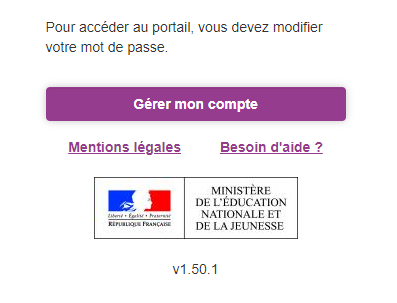 Pour accéder au portail, vous devez modifier
votre mot de passe.
Gérer mon compte
Mentions légales Besoin d'aide ?
Liberté • Égalité • Fraternité
RÉPUBLIQUE FRANÇAISE
MINISTÈRE
DE L'ÉDUCATION
NATIONALE ET
DE LA JEUNESSE
v1.50.1